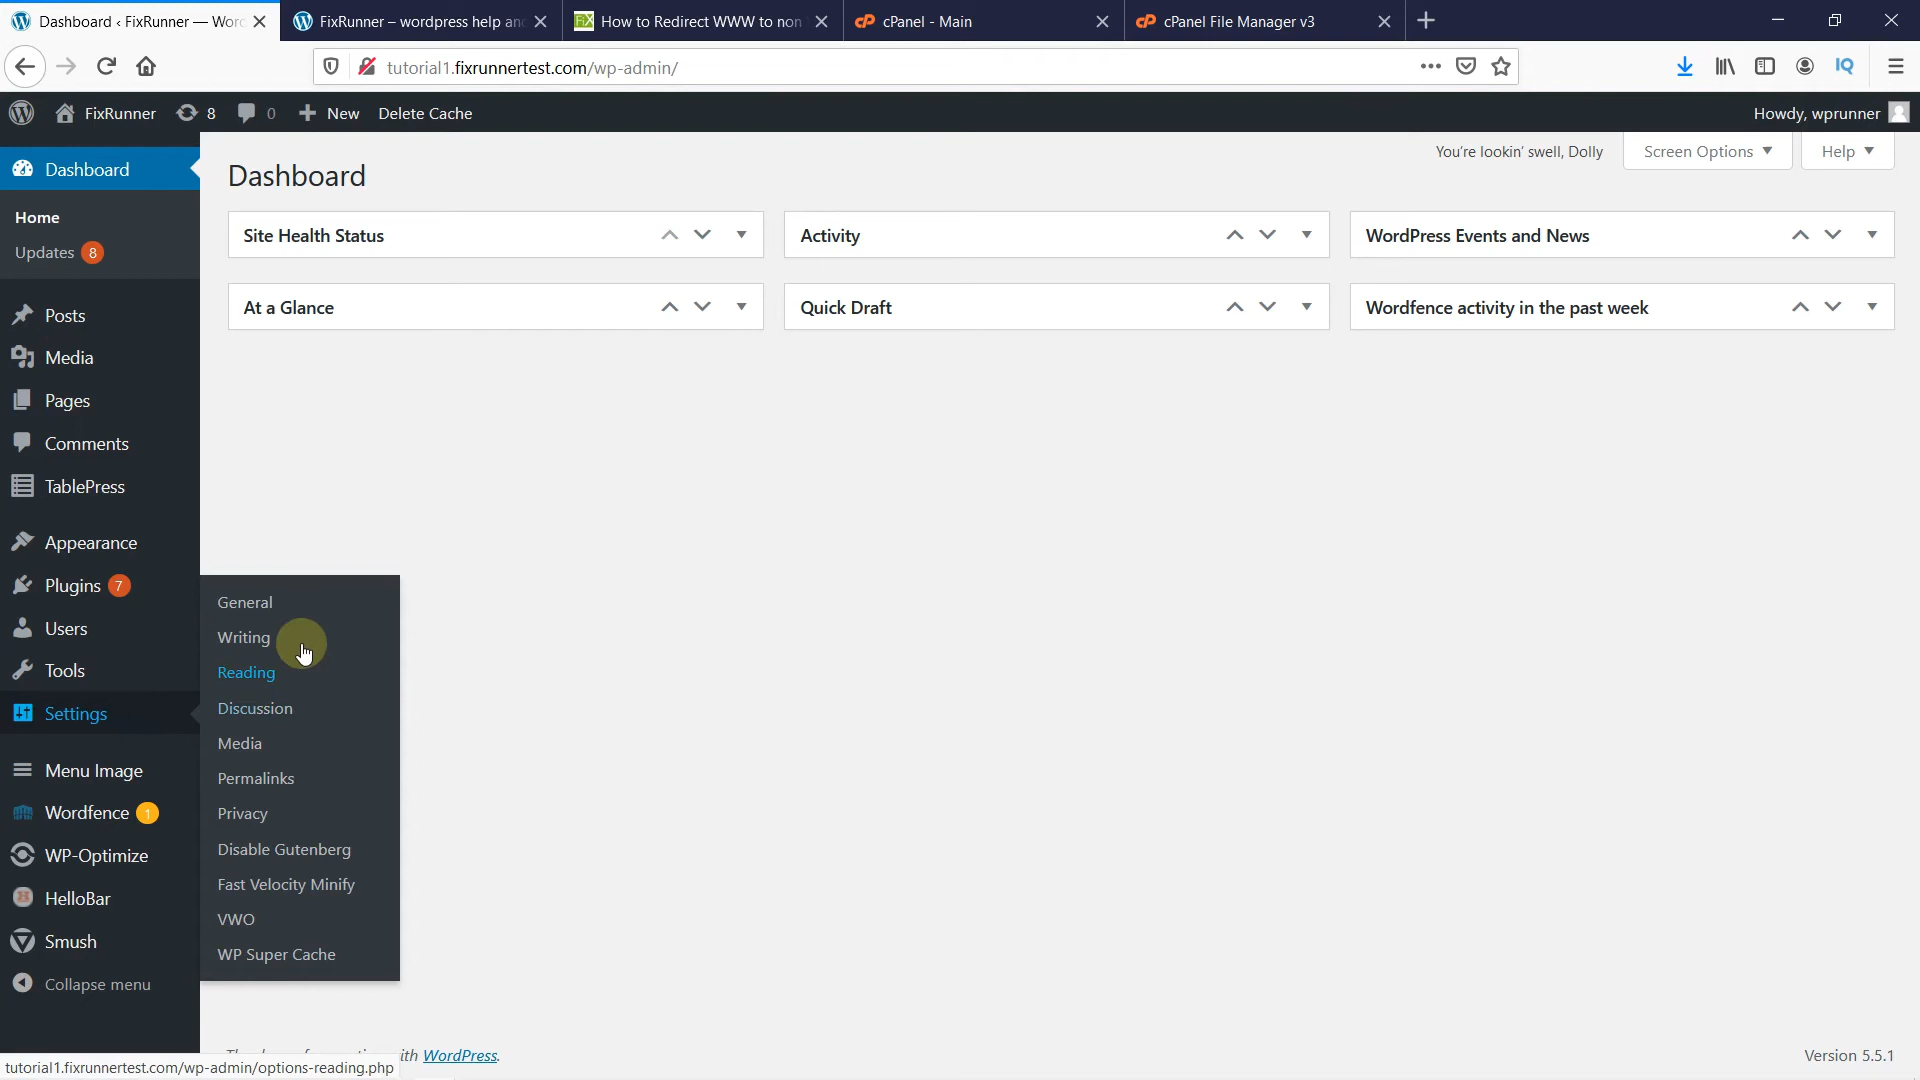 Dashboard ‹ FixRunner — Wor
FixRunner – wordpress help an
How to Redirect WWW to non
cPanel - Main
cPanel File Manager v3
tutorial1.fixrunnertest.com/wp-admin/
FixRunner
8
0
New
Delete Cache
Howdy, wprunner
Dashboard
Home
Updates 8
Posts
Media
Pages
Comments
TablePress
Appearance
Plugins 7
Users
Tools
Settings
Menu Image
Wordfence 1
WP-Optimize
HelloBar
Smush
Collapse menu
General
Writing
Reading
Discussion
Media
Permalinks
Privacy
Disable Gutenberg
Fast Velocity Minify
VWO
WP Super Cache
You're lookin' swell, Dolly
Screen Options
Help
Dashboard
Site Health Status
Activity
WordPress Events and News
At a Glance
Quick Draft
Wordfence activity in the past week
ith WordPress.
Version 5.5.1
tutorial1.fixrunnertest.com/wp-admin/options-reading.php